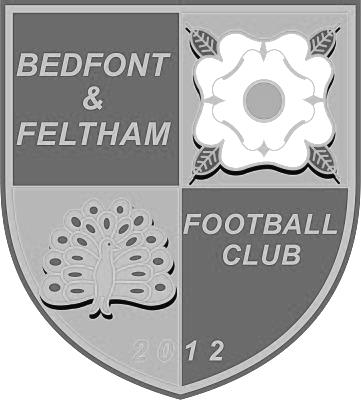 BEDFONT
&
FELTHAM
FOOTBALL
CLUB
2012